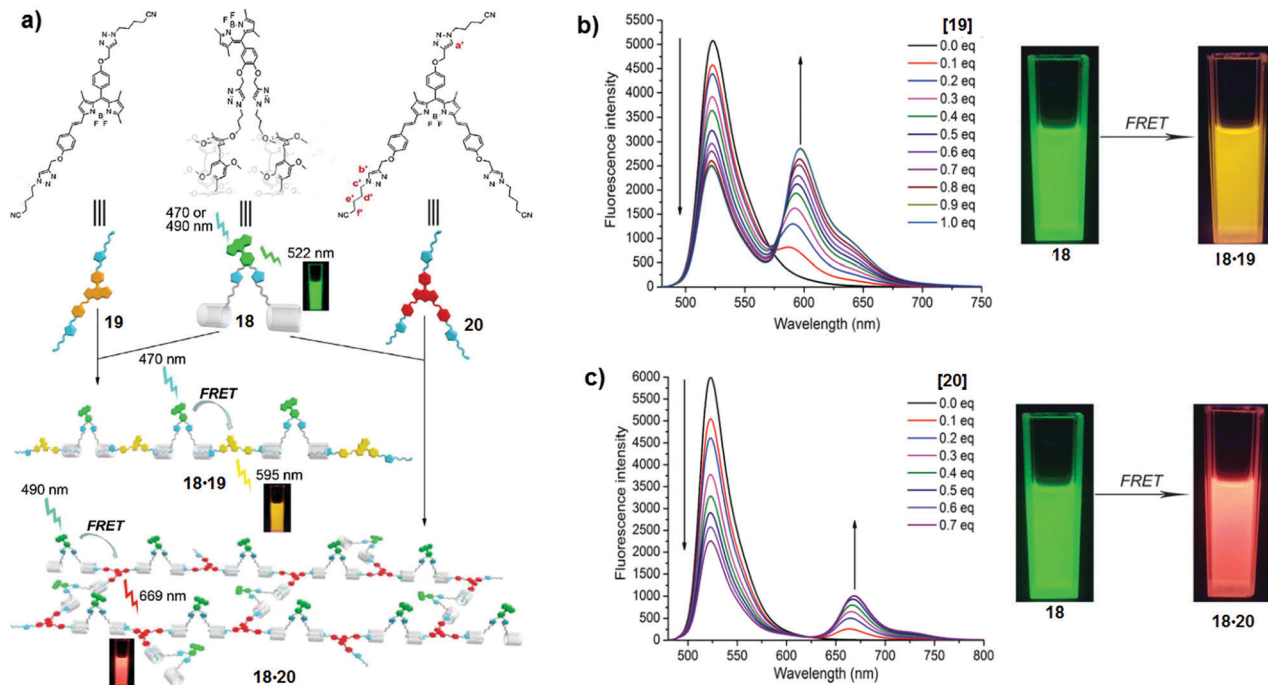 a)
CN
N-N
N
O
F F
B
N N
O
N
N-N
NC
F F
B
N N
O O
N=N
N
N=N
N
O O
CN
N-N
N
a'
O
N N
B
F F
O
O
b'
c'
d'
e'
f'
N
N-N
NC
N
N-N
CN
470 or
490 nm
522 nm
19
18
20
470 nm
FRET
18·19
595 nm
490 nm
FRET
669 nm
18·20
b)
[19]
Fluorescence intensity
5500
5000
4500
4000
3500
3000
2500
2000
1500
1000
500
0
500 550 600 650 700 750
Wavelength (nm)
0.0 eq
0.1 eq
0.2 eq
0.3 eq
0.4 eq
0.5 eq
0.6 eq
0.7 eq
0.8 eq
0.9 eq
1.0 eq
FRET
18
18·19
c)
[20]
Fluorescence intensity
6000
5500
5000
4500
4000
3500
3000
2500
2000
1500
1000
500
0
500 550 600 650 700 750 800
Wavelength (nm)
0.0 eq
0.1 eq
0.2 eq
0.3 eq
0.4 eq
0.5 eq
0.6 eq
0.7 eq
FRET
18
18·20